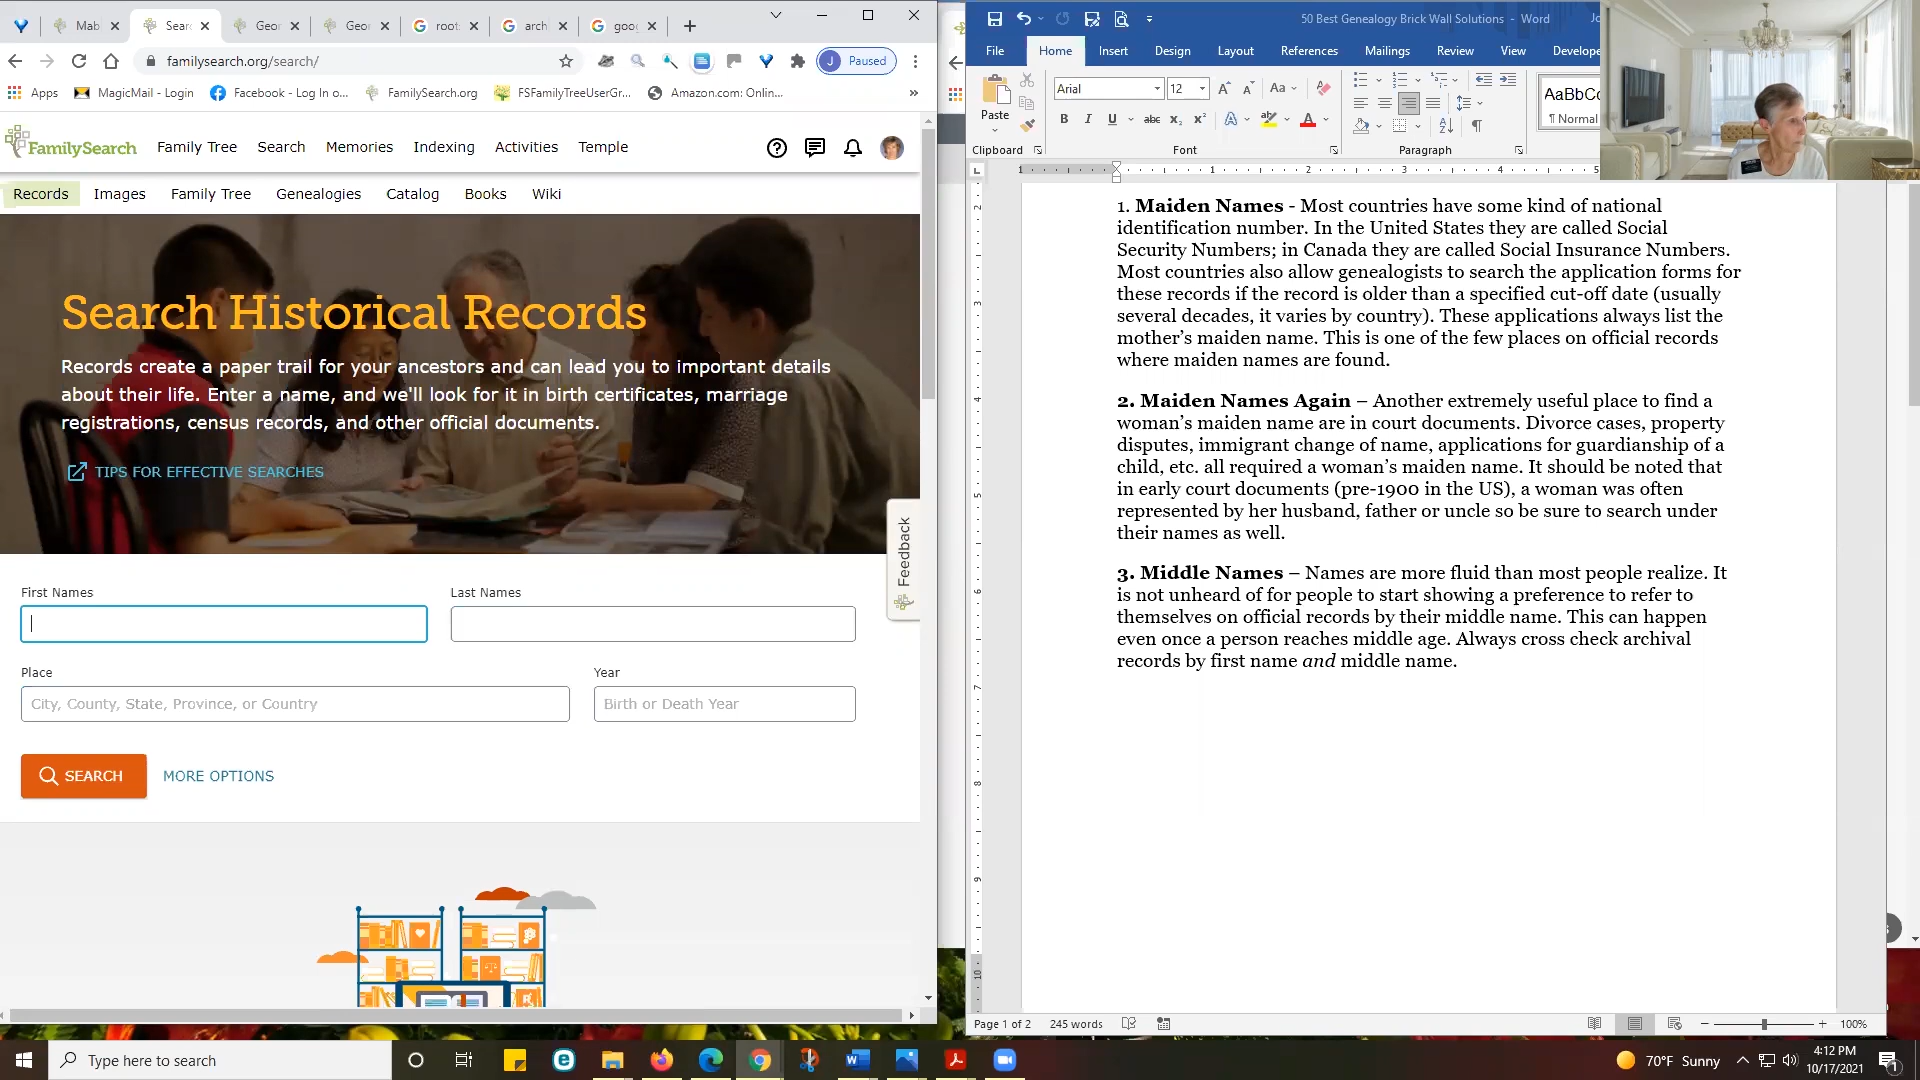 Mab
Sear
Geor
Geor
root
arch
goog
familysearch.org/search/
J Paused
Apps
MagicMail - Login
Facebook - Log In o...
FamilySearch.org
FSFamilyTreeUserGr...
Amazon.com: Onlin...
FamilySearch
Family Tree
Search
Memories
Indexing
Activities
Temple
Records
Images
Family Tree
Genealogies
Catalog
Books
Wiki
Search Historical Records
Records create a paper trail for your ancestors and can lead you to important details
about their life. Enter a name, and we'll look for it in birth certificates, marriage
registrations, census records, and other official documents.
TIPS FOR EFFECTIVE SEARCHES
Feedback
First Names
Last Names
Place
Year
City, County, State, Province, or Country
Birth or Death Year
SEARCH
MORE OPTIONS
50 Best Genealogy Brick Wall Solutions - Word
File
Home
Insert
Design
Layout
References
Mailings
Review
View
Develope
Paste
Arial
12
AaBbCc
¶ Normal
Clipboard
Font
Paragraph
1. Maiden Names - Most countries have some kind of national
identification number. In the United States they are called Social
Security Numbers; in Canada they are called Social Insurance Numbers.
Most countries also allow genealogists to search the application forms for
these records if the record is older than a specified cut-off date (usually
several decades, it varies by country). These applications always list the
mother's maiden name. This is one of the few places on official records
where maiden names are found.
2. Maiden Names Again – Another extremely useful place to find a
woman's maiden name are in court documents. Divorce cases, property
disputes, immigrant change of name, applications for guardianship of a
child, etc. all required a woman's maiden name. It should be noted that
in early court documents (pre-1900 in the US), a woman was often
represented by her husband, father or uncle so be sure to search under
their names as well.
3. Middle Names – Names are more fluid than most people realize. It
is not unheard of for people to start showing a preference to refer to
themselves on official records by their middle name. This can happen
even once a person reaches middle age. Always cross check archival
records by first name and middle name.
Page 1 of 2
245 words
100%
Type here to search
70°F Sunny
4:12 PM
10/17/2021